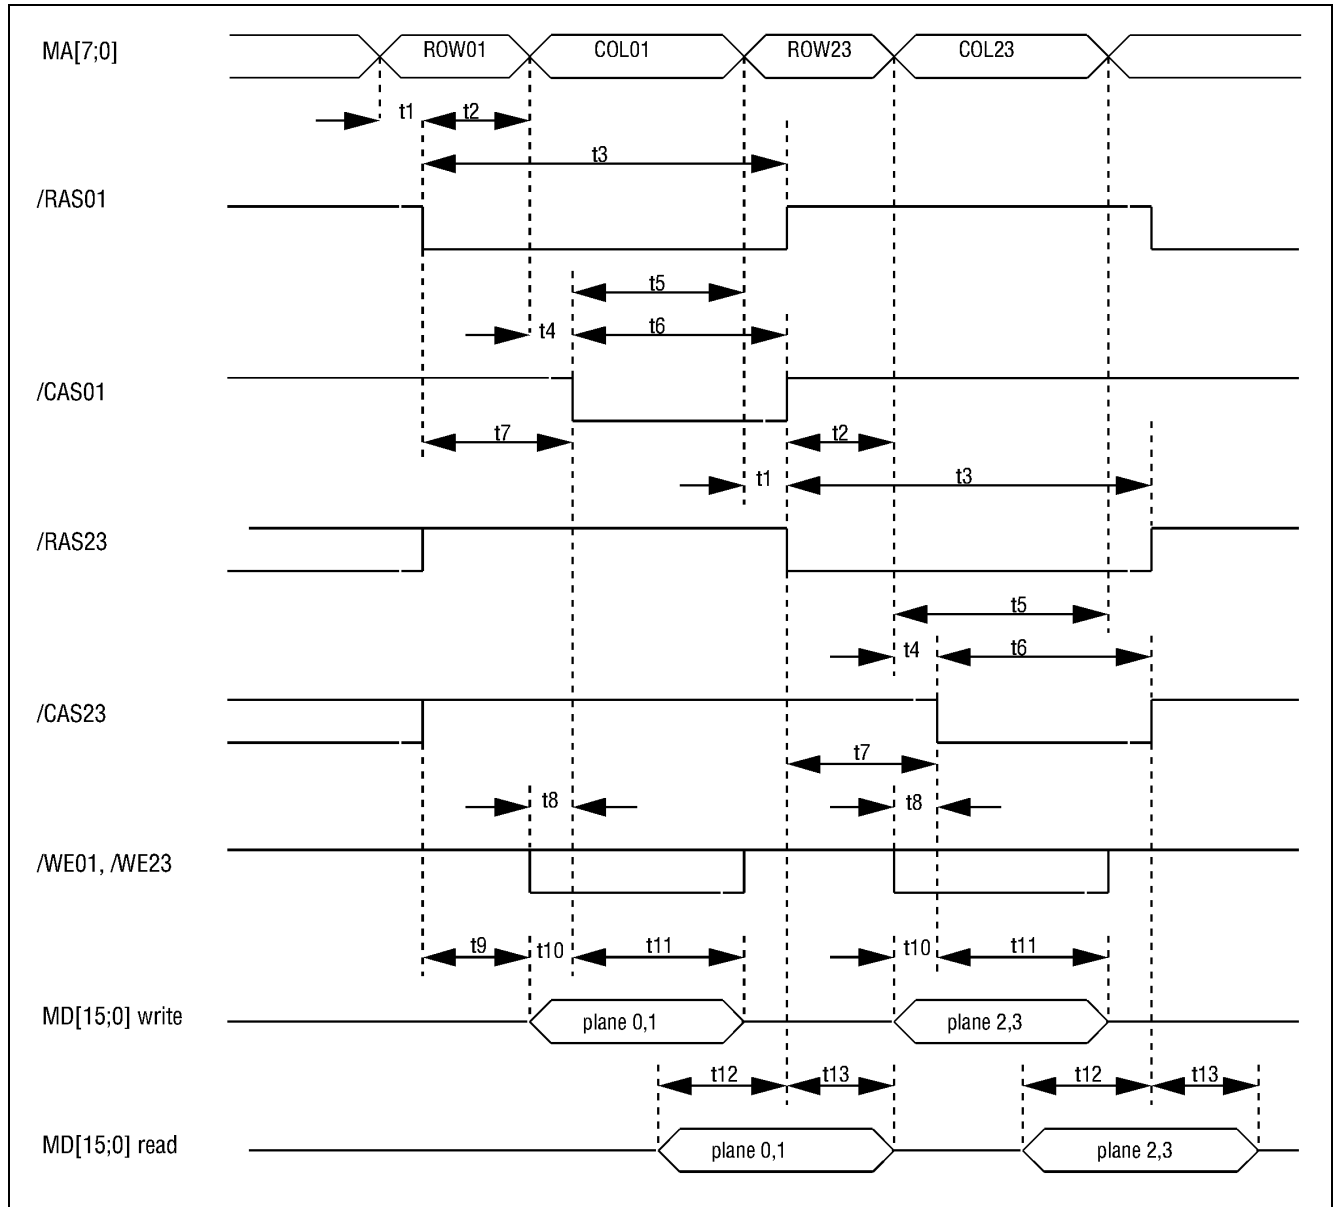 MA[7;0] ROW01 COL01 ROW23 COL23
t1 t2
t3
/RAS01
t5
t4 t6
/CAS01
t7 t2
t1 t3
/RAS23
t5
t4 t6
/CAS23
t7
t8 t8
/WE01, /WE23
t9 t10 t11 t10 t11
MD[15;0] write plane 0,1 plane 2,3
t12 t13 t12 t13
MD[15;0] read plane 0,1 plane 2,3